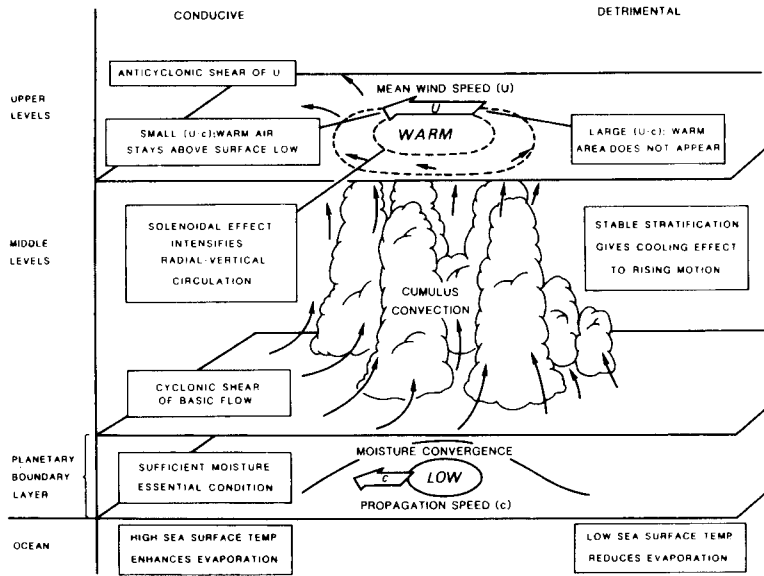 CONDUCIVE
DETRIMENTAL
ANTICYCLONIC SHEAR OF U
MEAN WIND SPEED (U)
UPPER
LEVELS
U
SMALL (U-c):WARM AIR
STAYS ABOVE SURFACE LOW
WARM
LARGE (U-c): WARM
AREA DOES NOT APPEAR
MIDDLE
LEVELS
SOLENOIDAL EFFECT
INTENSIFIES
RADIAL-VERTICAL
CIRCULATION
STABLE STRATIFICATION
GIVES COOLING EFFECT
TO RISING MOTION
CUMULUS
CONVECTION
CYCLONIC SHEAR
OF BASIC FLOW
PLANETARY
BOUNDARY
LAYER
MOISTURE CONVERGENCE
SUFFICIENT MOISTURE
ESSENTIAL CONDITION
c
LOW
PROPAGATION SPEED (c)
OCEAN
HIGH SEA SURFACE TEMP
ENHANCES EVAPORATION
LOW SEA SURFACE TEMP
REDUCES EVAPORATION